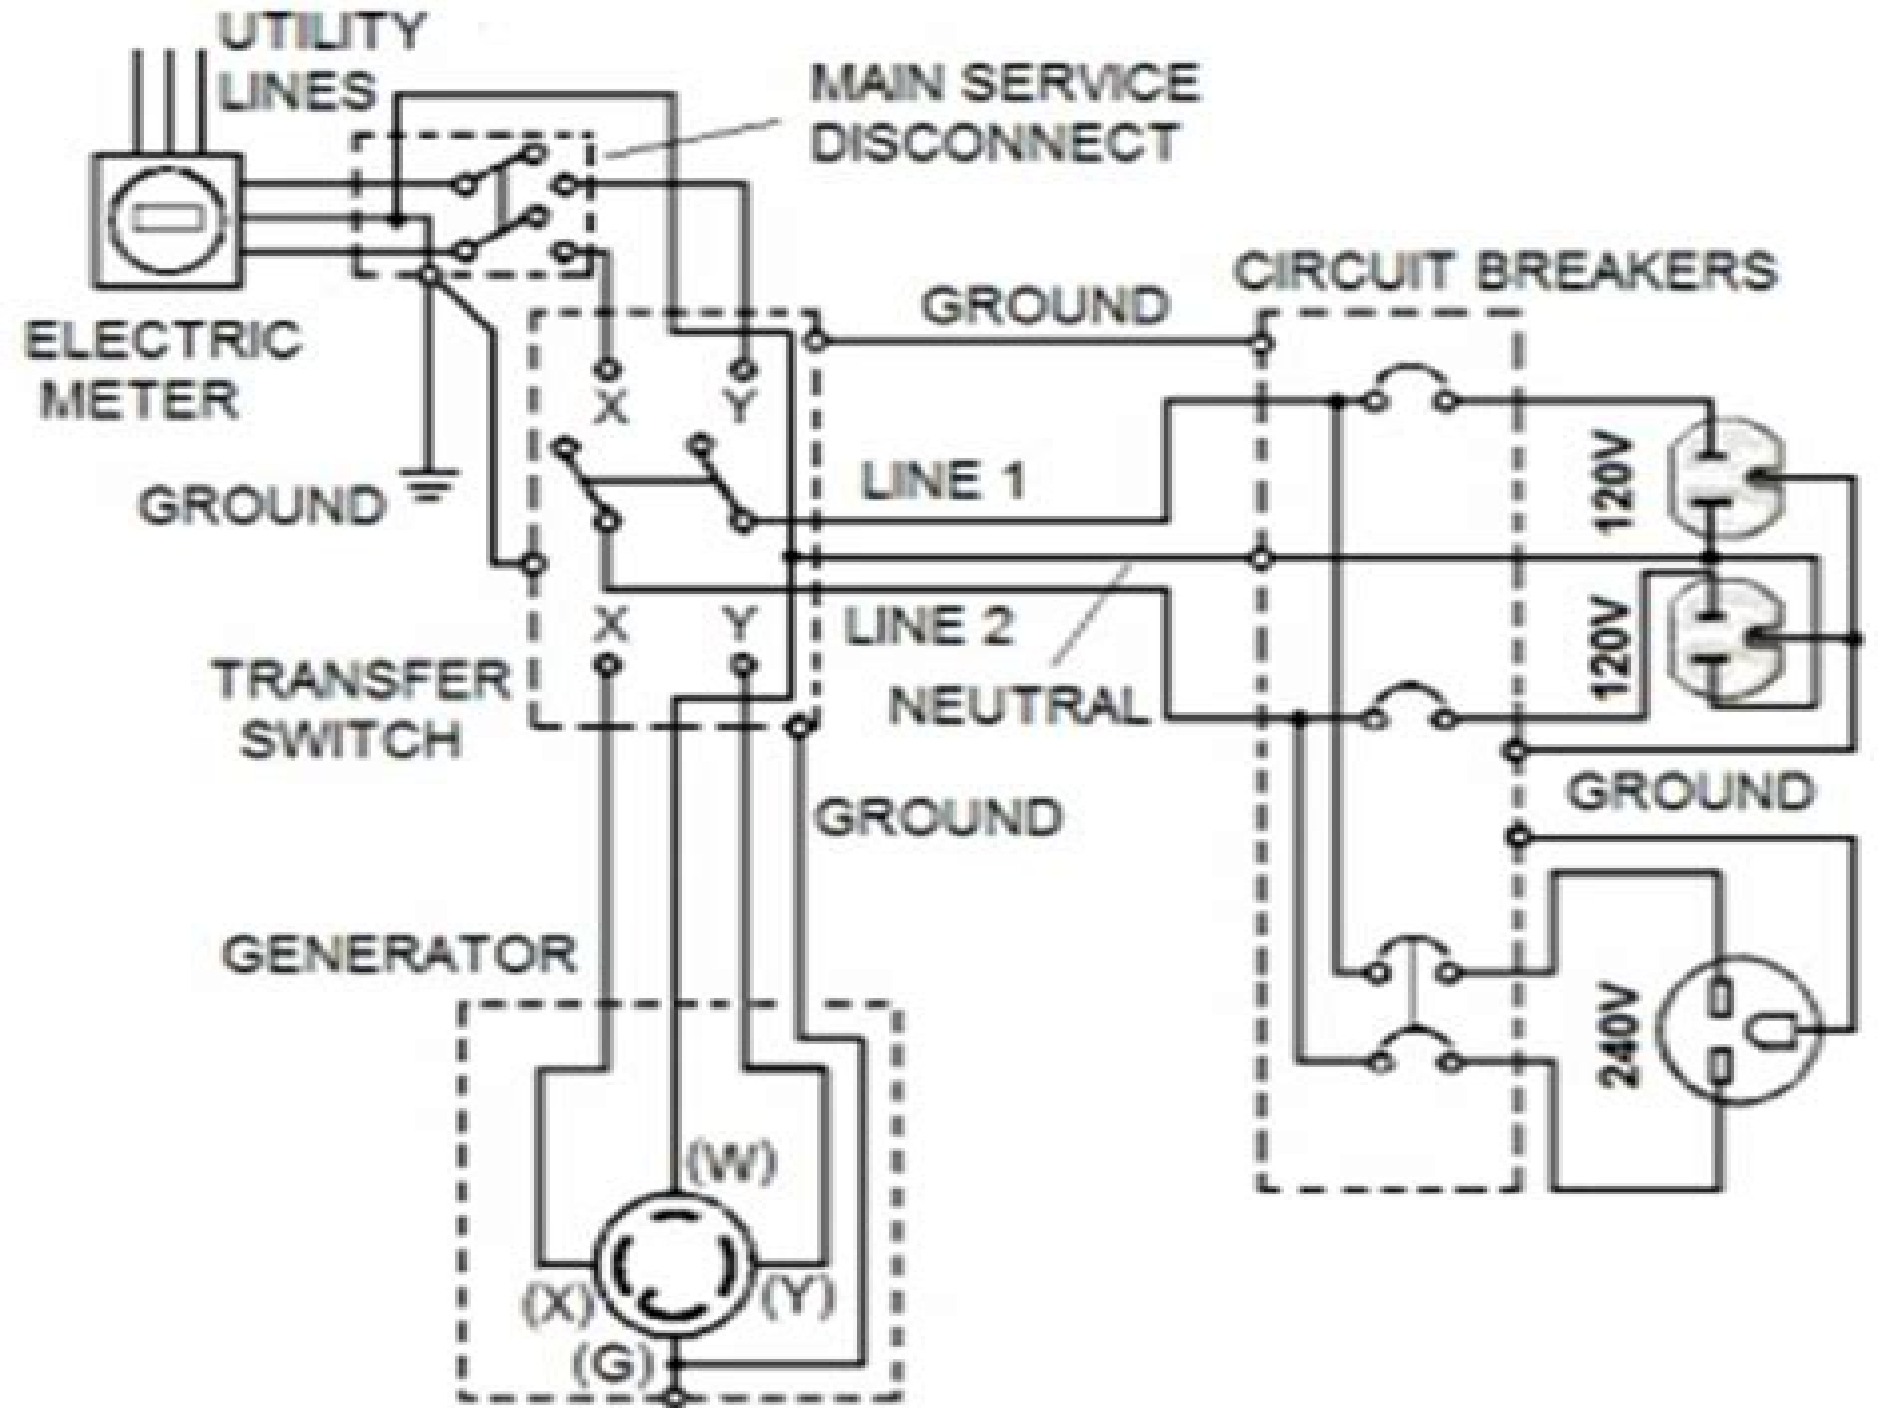 UTILITY
LINES
MAIN SERVICE
DISCONNECT
CIRCUIT BREAKERS
GROUND
ELECTRIC
METER
X Y
120V
LINE 1
GROUND
X Y
LINE 2
120V
TRANSFER
SWITCH
NEUTRAL
GROUND
GROUND
GENERATOR
240V
(W)
(X)
(Y)
(G)